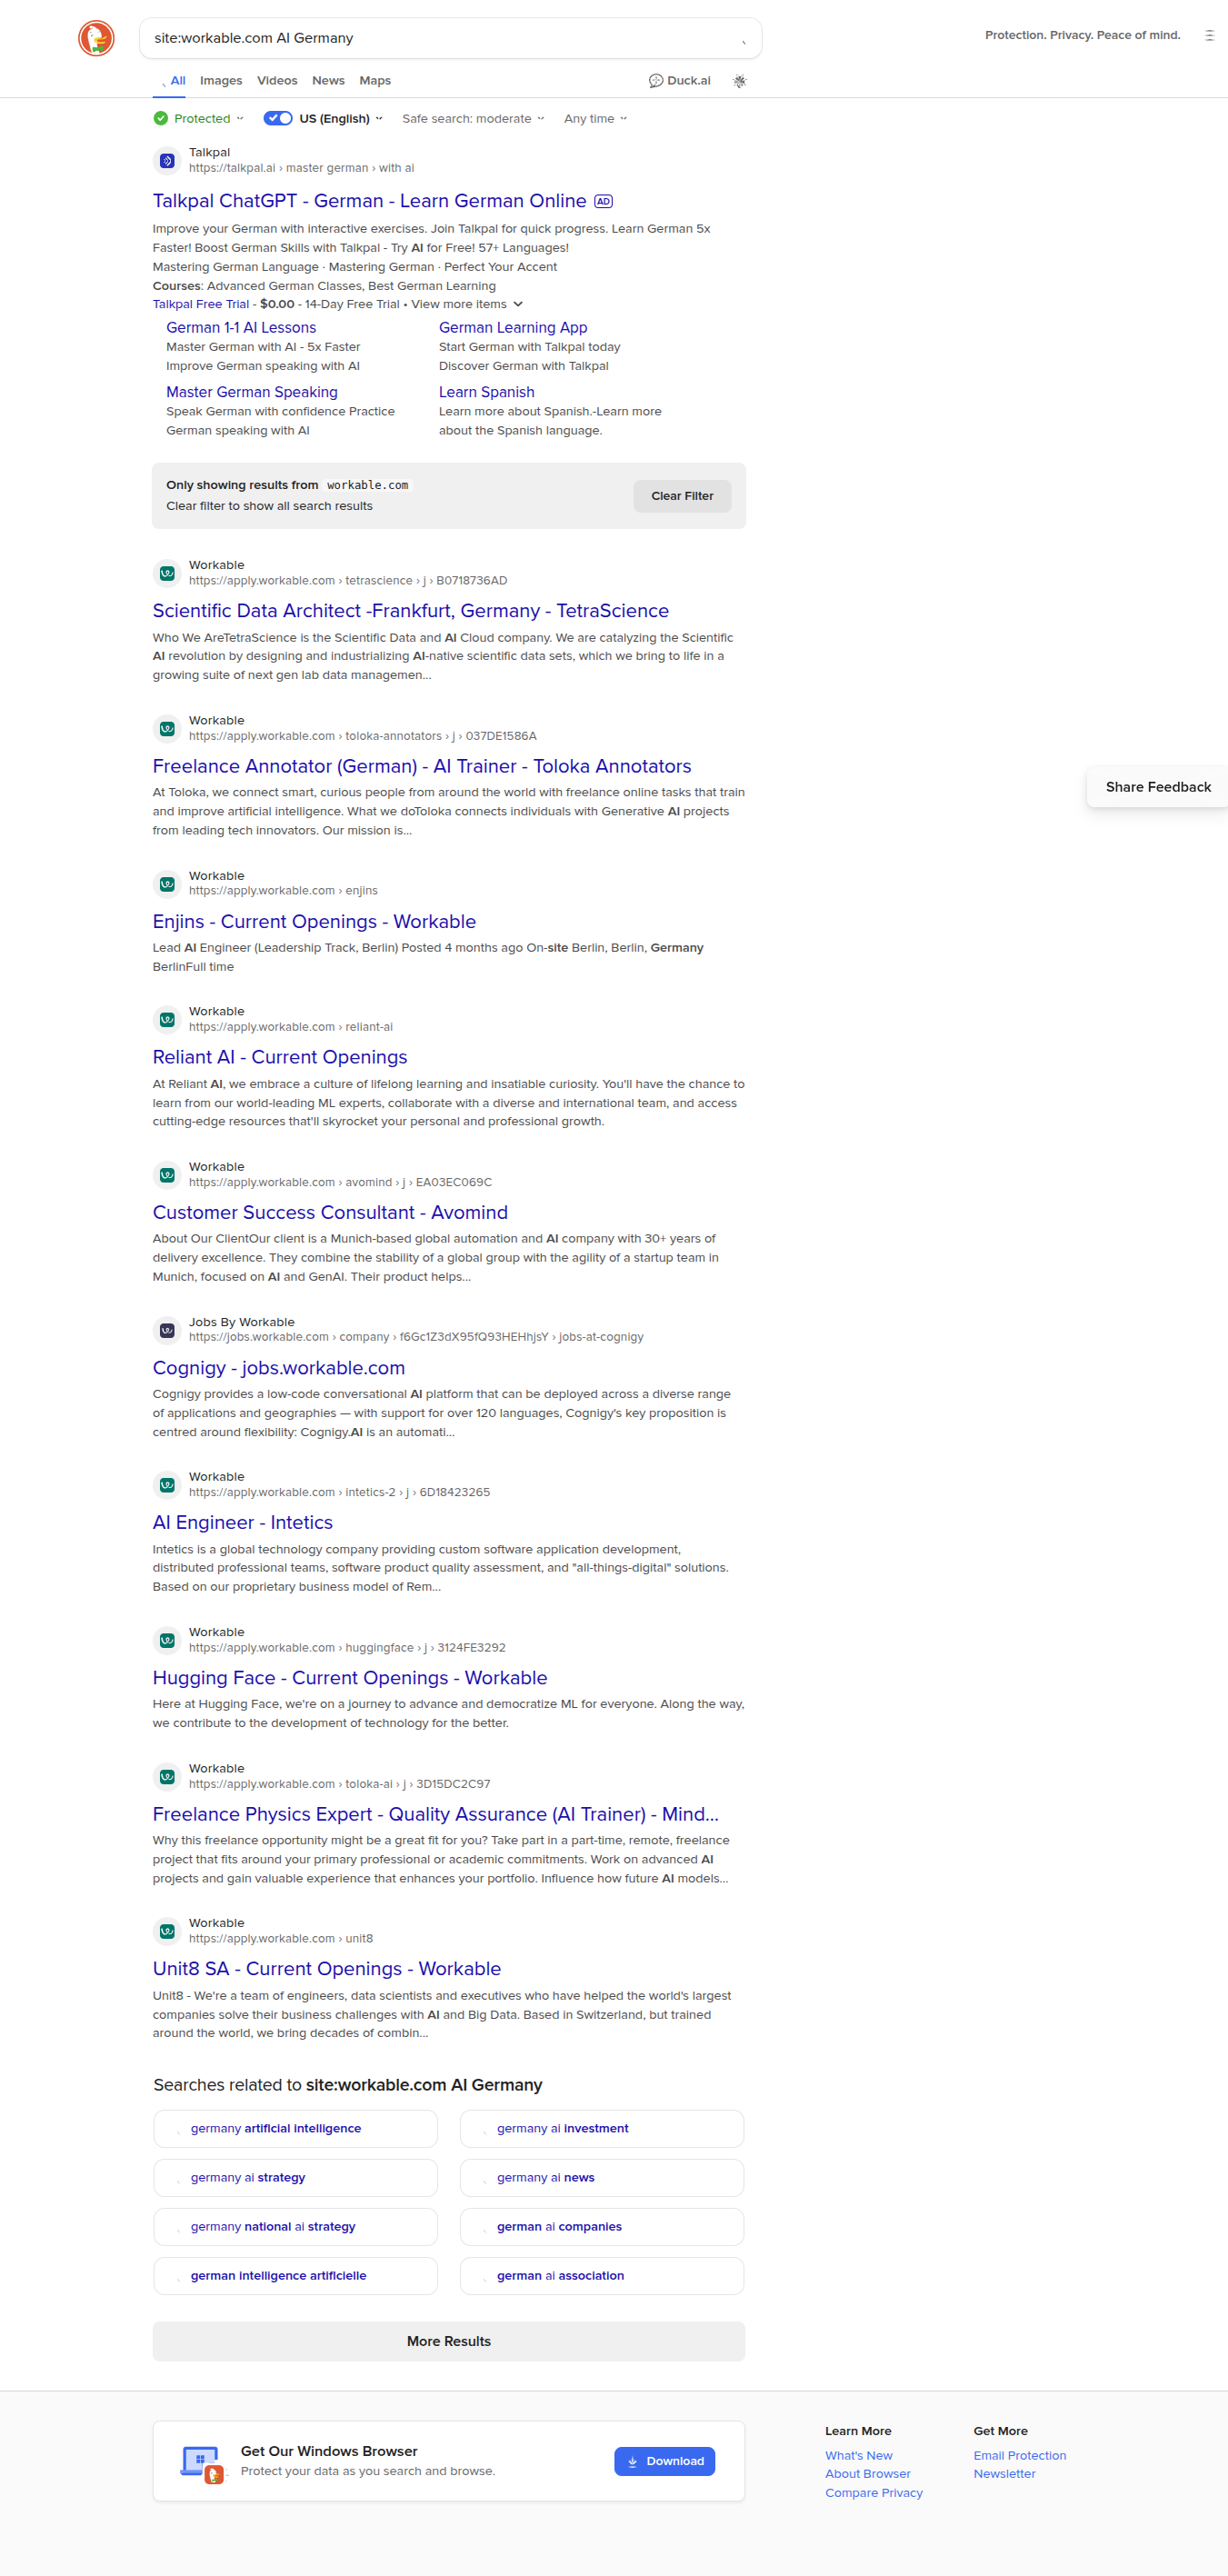 site:workable.com AI Germany
Protection. Privacy. Peace of mind.
All Images Videos News Maps Duck.ai
Protected US (English) Safe search: moderate Any time
Talkpal
https://talkpal.ai › master german › with ai
Talkpal ChatGPT - German - Learn German Online AD
Improve your German with interactive exercises. Join Talkpal for quick progress. Learn German 5x
Faster! Boost German Skills with Talkpal - Try AI for Free! 57+ Languages!
Mastering German Language · Mastering German · Perfect Your Accent
Courses: Advanced German Classes, Best German Learning
Talkpal Free Trial - $0.00 - 14-Day Free Trial • View more items
German 1-1 AI Lessons
Master German with AI - 5x Faster
Improve German speaking with AI
German Learning App
Start German with Talkpal today
Discover German with Talkpal
Master German Speaking
Speak German with confidence Practice
German speaking with AI
Learn Spanish
Learn more about Spanish.-Learn more
about the Spanish language.
Only showing results from workable.com
Clear filter to show all search results
Clear Filter
Workable
https://apply.workable.com › tetrascience › j › B0718736AD
Scientific Data Architect -Frankfurt, Germany - TetraScience
Who We AreTetraScience is the Scientific Data and AI Cloud company. We are catalyzing the Scientific
AI revolution by designing and industrializing AI-native scientific data sets, which we bring to life in a
growing suite of next gen lab data managemen...
Workable
https://apply.workable.com › toloka-annotators › j › 037DE1586A
Freelance Annotator (German) - AI Trainer - Toloka Annotators
At Toloka, we connect smart, curious people from around the world with freelance online tasks that train
and improve artificial intelligence. What we doToloka connects individuals with Generative AI projects
from leading tech innovators. Our mission is...
Share Feedback
Workable
https://apply.workable.com › enjins
Enjins - Current Openings - Workable
Lead AI Engineer (Leadership Track, Berlin) Posted 4 months ago On-site Berlin, Berlin, Germany
BerlinFull time
Workable
https://apply.workable.com › reliant-ai
Reliant AI - Current Openings
At Reliant AI, we embrace a culture of lifelong learning and insatiable curiosity. You'll have the chance to
learn from our world-leading ML experts, collaborate with a diverse and international team, and access
cutting-edge resources that'll skyrocket your personal and professional growth.
Workable
https://apply.workable.com › avomind › j › EA03EC069C
Customer Success Consultant - Avomind
About Our ClientOur client is a Munich-based global automation and AI company with 30+ years of
delivery excellence. They combine the stability of a global group with the agility of a startup team in
Munich, focused on AI and GenAI. Their product helps...
Jobs By Workable
https://jobs.workable.com › company › f6Gc1Z3dX95fQ93HEHhjsY › jobs-at-cognigy
Cognigy - jobs.workable.com
Cognigy provides a low-code conversational AI platform that can be deployed across a diverse range
of applications and geographies — with support for over 120 languages, Cognigy's key proposition is
centred around flexibility: Cognigy.AI is an automati...
Workable
https://apply.workable.com › intetics-2 › j › 6D18423265
AI Engineer - Intetics
Intetics is a global technology company providing custom software application development,
distributed professional teams, software product quality assessment, and "all-things-digital" solutions.
Based on our proprietary business model of Rem...
Workable
https://apply.workable.com › huggingface › j › 3124FE3292
Hugging Face - Current Openings - Workable
Here at Hugging Face, we're on a journey to advance and democratize ML for everyone. Along the way,
we contribute to the development of technology for the better.
Workable
https://apply.workable.com › toloka-ai › j › 3D15DC2C97
Freelance Physics Expert - Quality Assurance (AI Trainer) - Mind...
Why this freelance opportunity might be a great fit for you? Take part in a part-time, remote, freelance
project that fits around your primary professional or academic commitments. Work on advanced AI
projects and gain valuable experience that enhances your portfolio. Influence how future AI models...
Workable
https://apply.workable.com › unit8
Unit8 SA - Current Openings - Workable
Unit8 - We're a team of engineers, data scientists and executives who have helped the world's largest
companies solve their business challenges with AI and Big Data. Based in Switzerland, but trained
around the world, we bring decades of combin...
Searches related to site:workable.com AI Germany
germany artificial intelligence
germany ai investment
germany ai strategy
germany ai news
germany national ai strategy
german ai companies
german intelligence artificielle
german ai association
More Results
Get Our Windows Browser
Protect your data as you search and browse.
Download
Learn More
What's New
About Browser
Compare Privacy
Get More
Email Protection
Newsletter